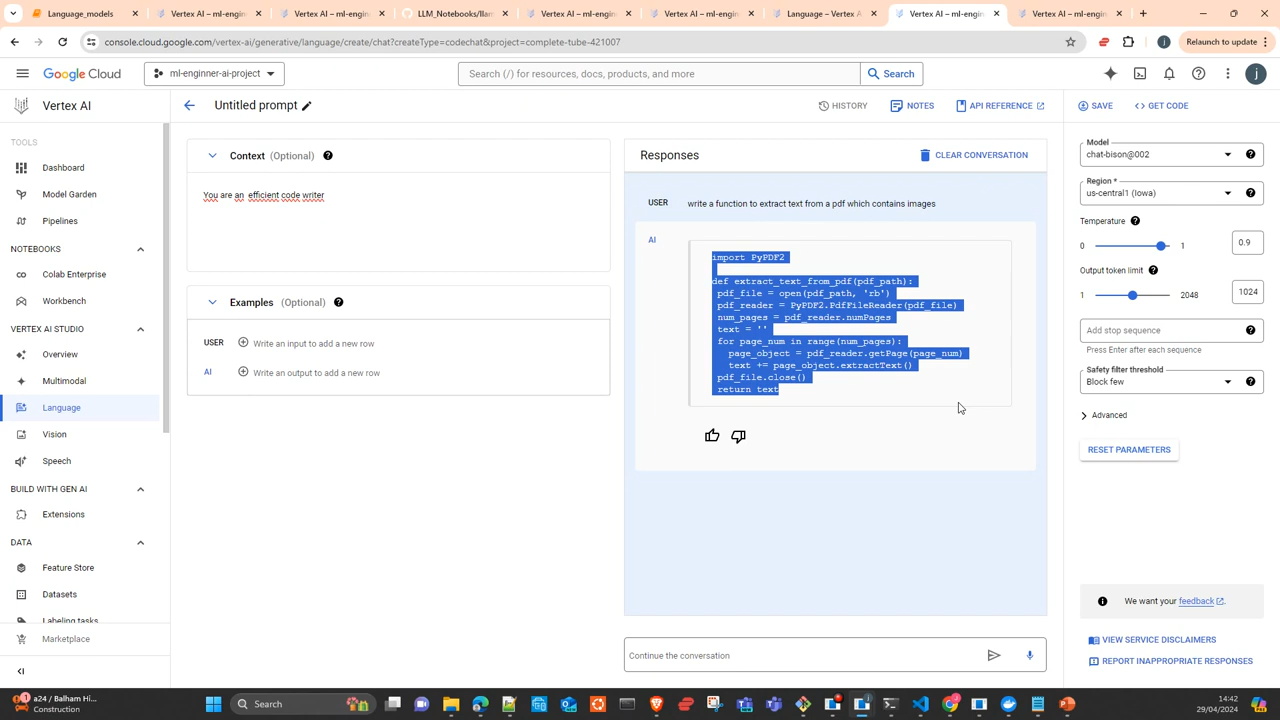 Language_models
Vertex AI – ml-engin
Vertex AI – ml-engin
LLM_Notebooks/llam
Vertex AI – ml-engin
Vertex AI – ml-engin
Language – Vertex A
Vertex AI – ml-engin
Vertex AI – ml-engin
console.cloud.google.com/vertex-ai/generative/language/create/chat?createType=codechat&project=complete-tube-421007
Relaunch to update
Google Cloud
ml-enginner-ai-project
Search (/) for resources, docs, products, and more
Search
Vertex AI
Untitled prompt
HISTORY
NOTES
API REFERENCE
SAVE
<> GET CODE
TOOLS
Dashboard
Model Garden
Pipelines
NOTEBOOKS
Colab Enterprise
Workbench
VERTEX AI STUDIO
Overview
Multimodal
Language
Vision
Speech
BUILD WITH GEN AI
Extensions
DATA
Feature Store
Datasets
Labeling tasks
Marketplace
Context (Optional)
You are an efficient code writer
Examples (Optional)
USER Write an input to add a new row
AI Write an output to add a new row
Responses
CLEAR CONVERSATION
USER write a function to extract text from a pdf which contains images
AI
import PyPDF2
def extract_text_from_pdf(pdf_path):
pdf_file = open(pdf_path, 'rb')
pdf_reader = PyPDF2.PdfFileReader(pdf_file)
num_pages = pdf_reader.numPages
text = ''
for page_num in range(num_pages):
page_object = pdf_reader.getPage(page_num)
text += page_object.extractText()
pdf_file.close()
return text
Continue the conversation
Model
chat-bison@002
Region *
us-central1 (Iowa)
Temperature
0 1 0.9
Output token limit
1 2048 1024
Add stop sequence
Press Enter after each sequence
Safety filter threshold
Block few
Advanced
RESET PARAMETERS
We want your feedback.
VIEW SERVICE DISCLAIMERS
REPORT INAPPROPRIATE RESPONSES
a24 / Balham Hi...
Construction
Search
14:42
29/04/2024